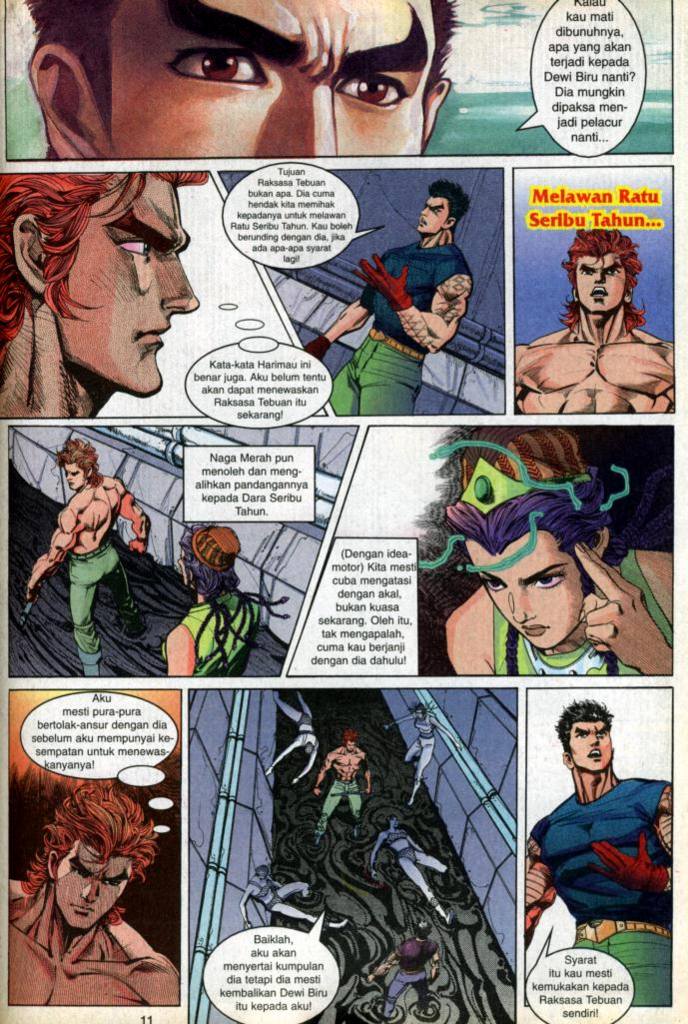 Kalau
kau mati
dibunuhnya,
apa yang akan
terjadi kepada
Dewi Biru nanti?
Dia mungkin
dipaksa men-
jadi pelacur
nanti...
Tujuan
Raksasa Tebuan
bukan apa. Dia cuma
hendak kita memihak
kepadanya untuk melawan
Ratu Seribu Tahun. Kau boleh
berunding dengan dia, jika
ada apa-apa syarat
lagi!
Kata-kata Harimau ini
benar juga. Aku belum tentu
akan dapat menewaskan
Raksasa Tebuan itu
sekarang!
Melawan Ratu
Seribu Tahun...
Naga Merah pun
menoleh dan meng-
alihkan pandangannya
kepada Dara Seribu
Tahun.
(Dengan idea-
motor) Kita mesti
cuba mengatasi
dengan akal,
bukan kuasa
sekarang. Oleh itu,
tak mengapalah,
cuma kau berjanji
dengan dia dahulu!
Aku
mesti pura-pura
bertolak-ansur dengan dia
sebelum aku mempunyai ke-
sempatan untuk menewas-
kanyanya!
Baiklah,
aku akan
menyertai kumpulan
dia tetapi dia mesti
kembalikan Dewi Biru
itu kepada aku!
Syarat
itu kau mesti
kemukakan kepada
Raksasa Tebuan
sendiri!
11